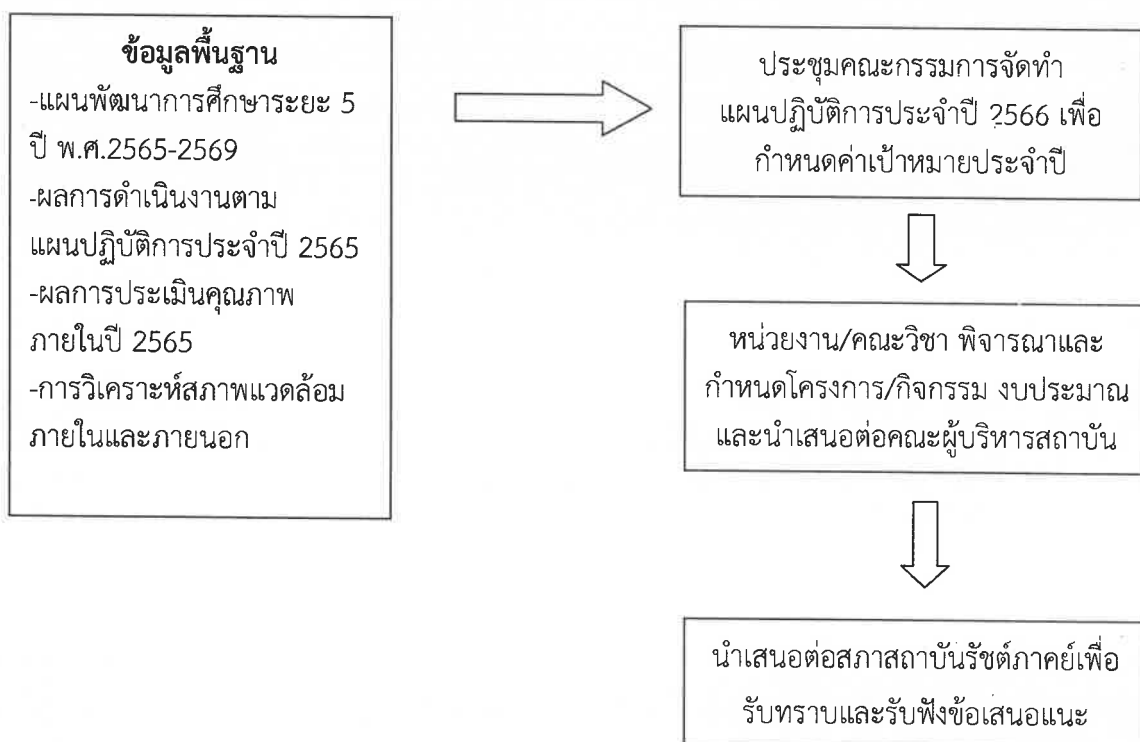 ข้อมูลพื้นฐาน
-แผนพัฒนาการศึกษาระยะ 5
ปี พ.ศ.2565-2569
-ผลการดำเนินงานตาม
แผนปฏิบัติการประจำปี 2565
-ผลการประเมินคุณภาพ
ภายในปี 2565
-การวิเคราะห์สภาพแวดล้อม
ภายในและภายนอก
ประชุมคณะกรรมการจัดทำ
แผนปฏิบัติการประจำปี 2566 เพื่อ
กำหนดค่าเป้าหมายประจำปี
หน่วยงาน/คณะวิชา พิจารณาและ
กำหนดโครงการ/กิจกรรม งบประมาณ
และนำเสนอต่อคณะผู้บริหารสถาบัน
นำเสนอต่อสภาสถาบันรัชต์ภาคย์เพื่อ
รับทราบและรับฟังข้อเสนอแนะ